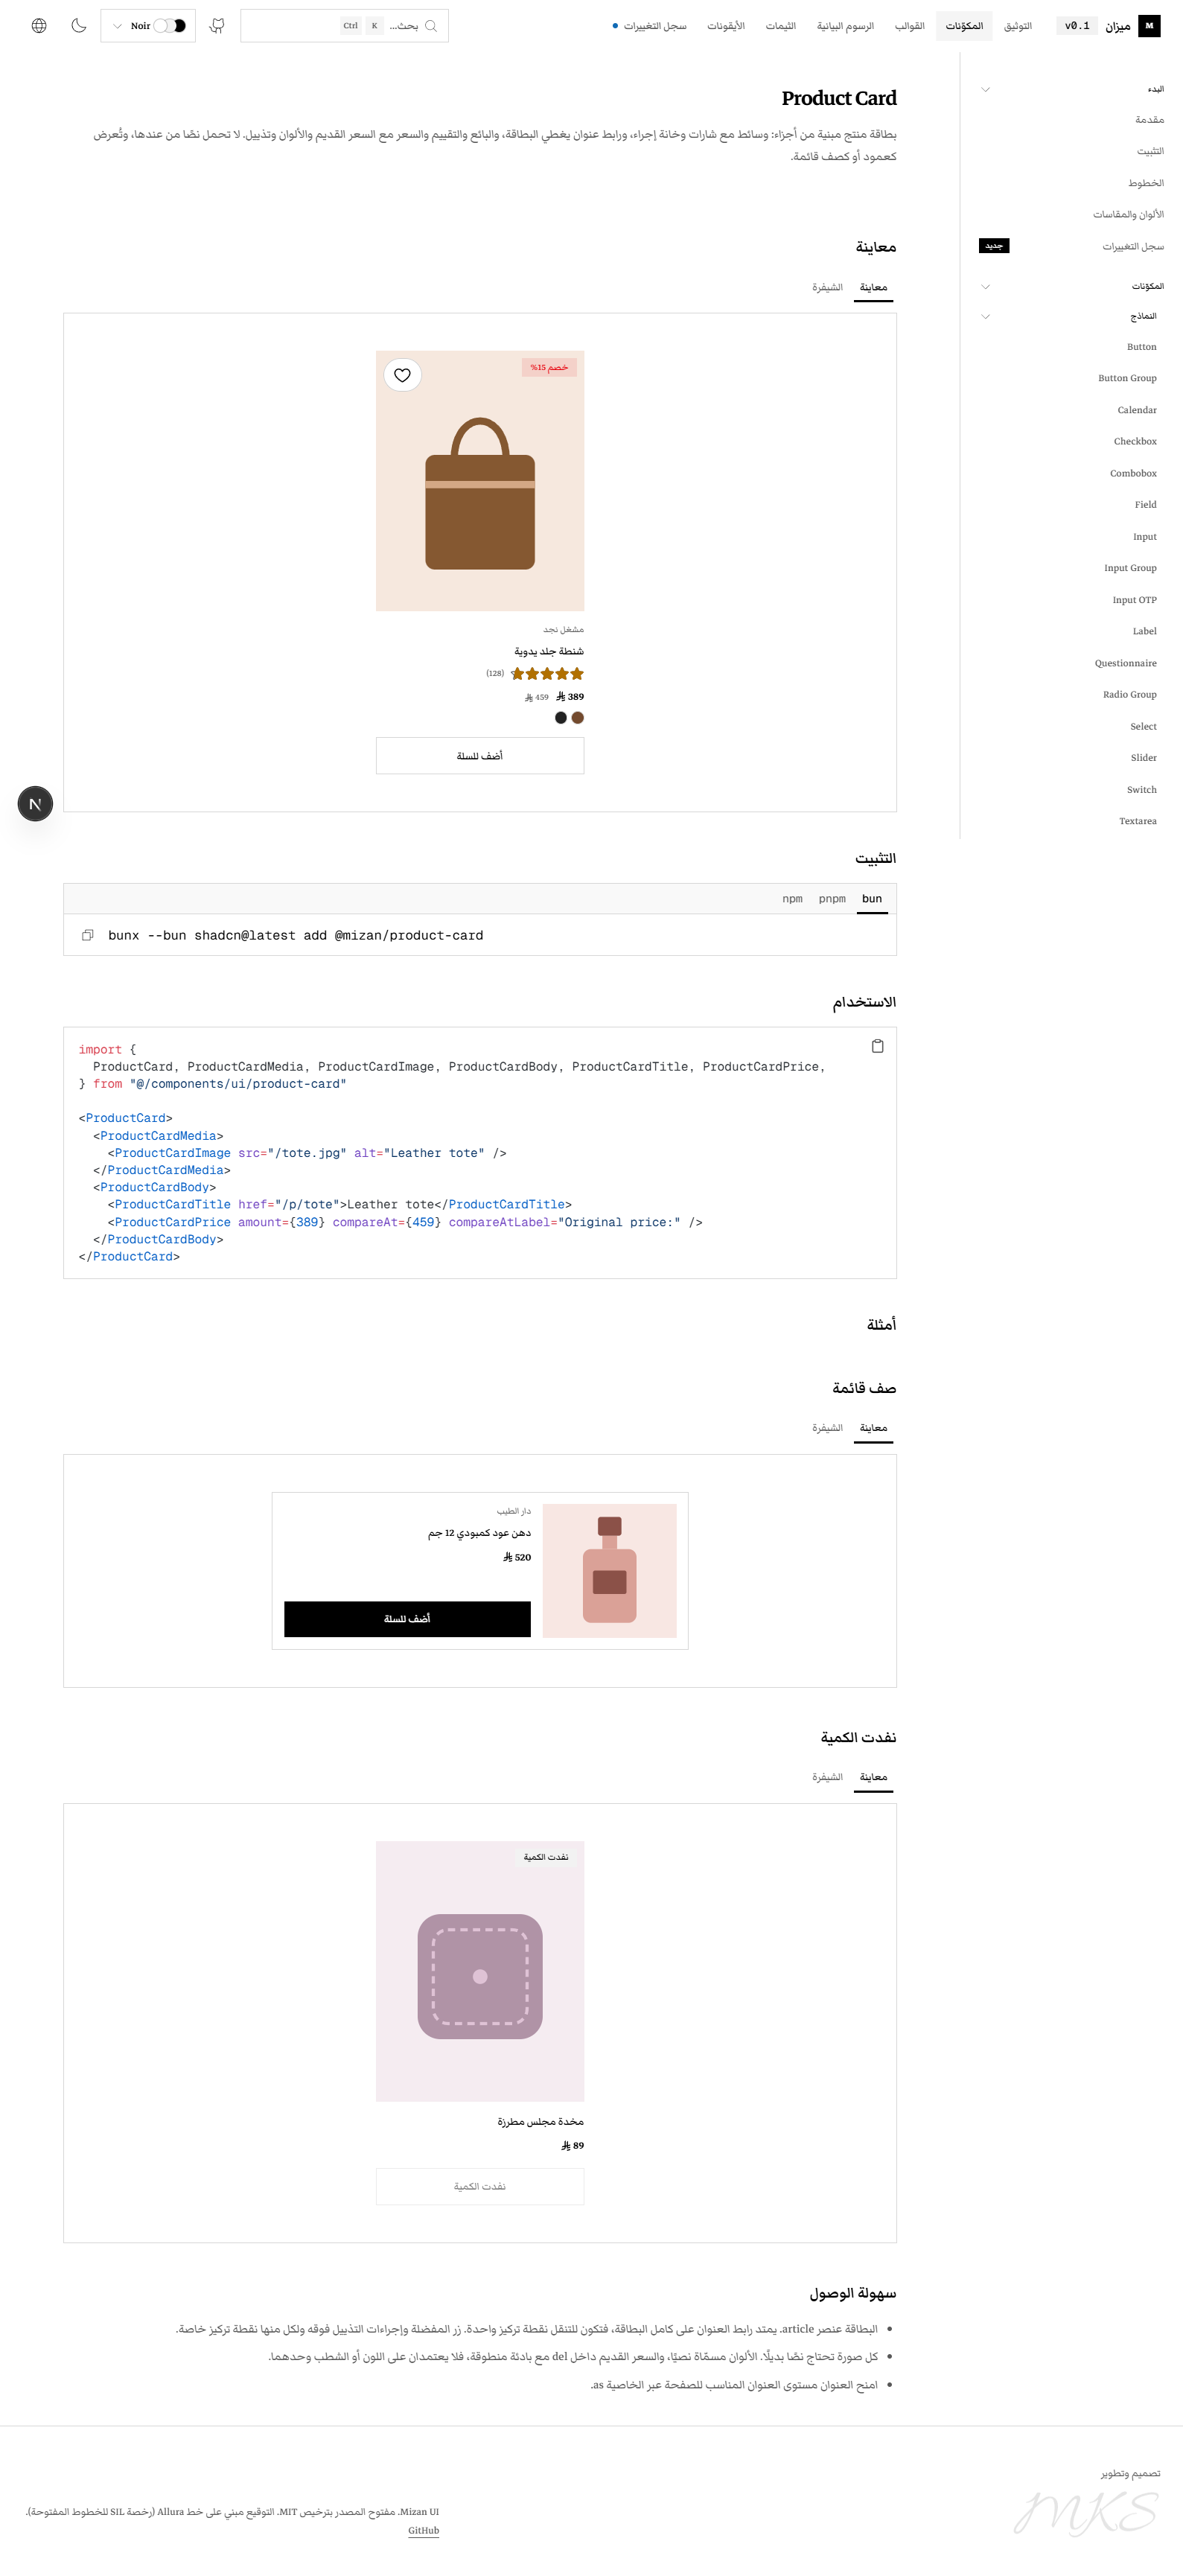 M ميزان v0.1 التوثيق المكوّنات القوالب الرسوم البيانية الثيمات الأيقونات سجل التغييرات بحث... K Ctrl Noir
البدء
مقدمة
التثبيت
الخطوط
الألوان والمقاسات
سجل التغييرات جديد
المكوّنات
النماذج
Button
Button Group
Calendar
Checkbox
Combobox
Field
Input
Input Group
Input OTP
Label
Questionnaire
Radio Group
Select
Slider
Switch
Textarea
Product Card
بطاقة منتج مبنية من أجزاء: وسائط مع شارات وخانة إجراء، ورابط عنوان يغطي البطاقة، والبائع والتقييم والسعر مع السعر القديم والألوان وتذييل. لا تحمل نصًا من عندها، وتُعرض
كعمود أو كصف قائمة.
معاينة
معاينة الشيفرة
خصم 15%
مشغل نجد
شنطة جلد يدوية
(128)
389 459
أضف للسلة
N
التثبيت
bun pnpm npm
bunx --bun shadcn@latest add @mizan/product-card
الاستخدام
import {
  ProductCard, ProductCardMedia, ProductCardImage, ProductCardBody, ProductCardTitle, ProductCardPrice,
} from "@/components/ui/product-card"
<ProductCard>
  <ProductCardMedia>
    <ProductCardImage src="/tote.jpg" alt="Leather tote" />
  </ProductCardMedia>
  <ProductCardBody>
    <ProductCardTitle href="/p/tote">Leather tote</ProductCardTitle>
    <ProductCardPrice amount={389} compareAt={459} compareAtLabel="Original price:" />
  </ProductCardBody>
</ProductCard>
أمثلة
صف قائمة
معاينة الشيفرة
دار الطيب
دهن عود كمبودي 12 جم
520
أضف للسلة
نفدت الكمية
معاينة الشيفرة
نفدت الكمية
مخدة مجلس مطرزة
89
نفدت الكمية
سهولة الوصول
البطاقة عنصر article. يمتد رابط العنوان على كامل البطاقة، فتكون للتنقل نقطة تركيز واحدة. زر المفضلة وإجراءات التذييل فوقه ولكل منها نقطة تركيز خاصة.
كل صورة تحتاج نصًا بديلًا. الألوان مسمّاة نصيًا، والسعر القديم داخل del مع بادئة منطوقة، فلا يعتمدان على اللون أو الشطب وحدهما.
امنح العنوان مستوى العنوان المناسب للصفحة عبر الخاصية as.
تصميم وتطوير
MKS
Mizan UI. مفتوح المصدر بترخيص MIT. التوقيع مبني على خط Allura (رخصة SIL للخطوط المفتوحة).
GitHub